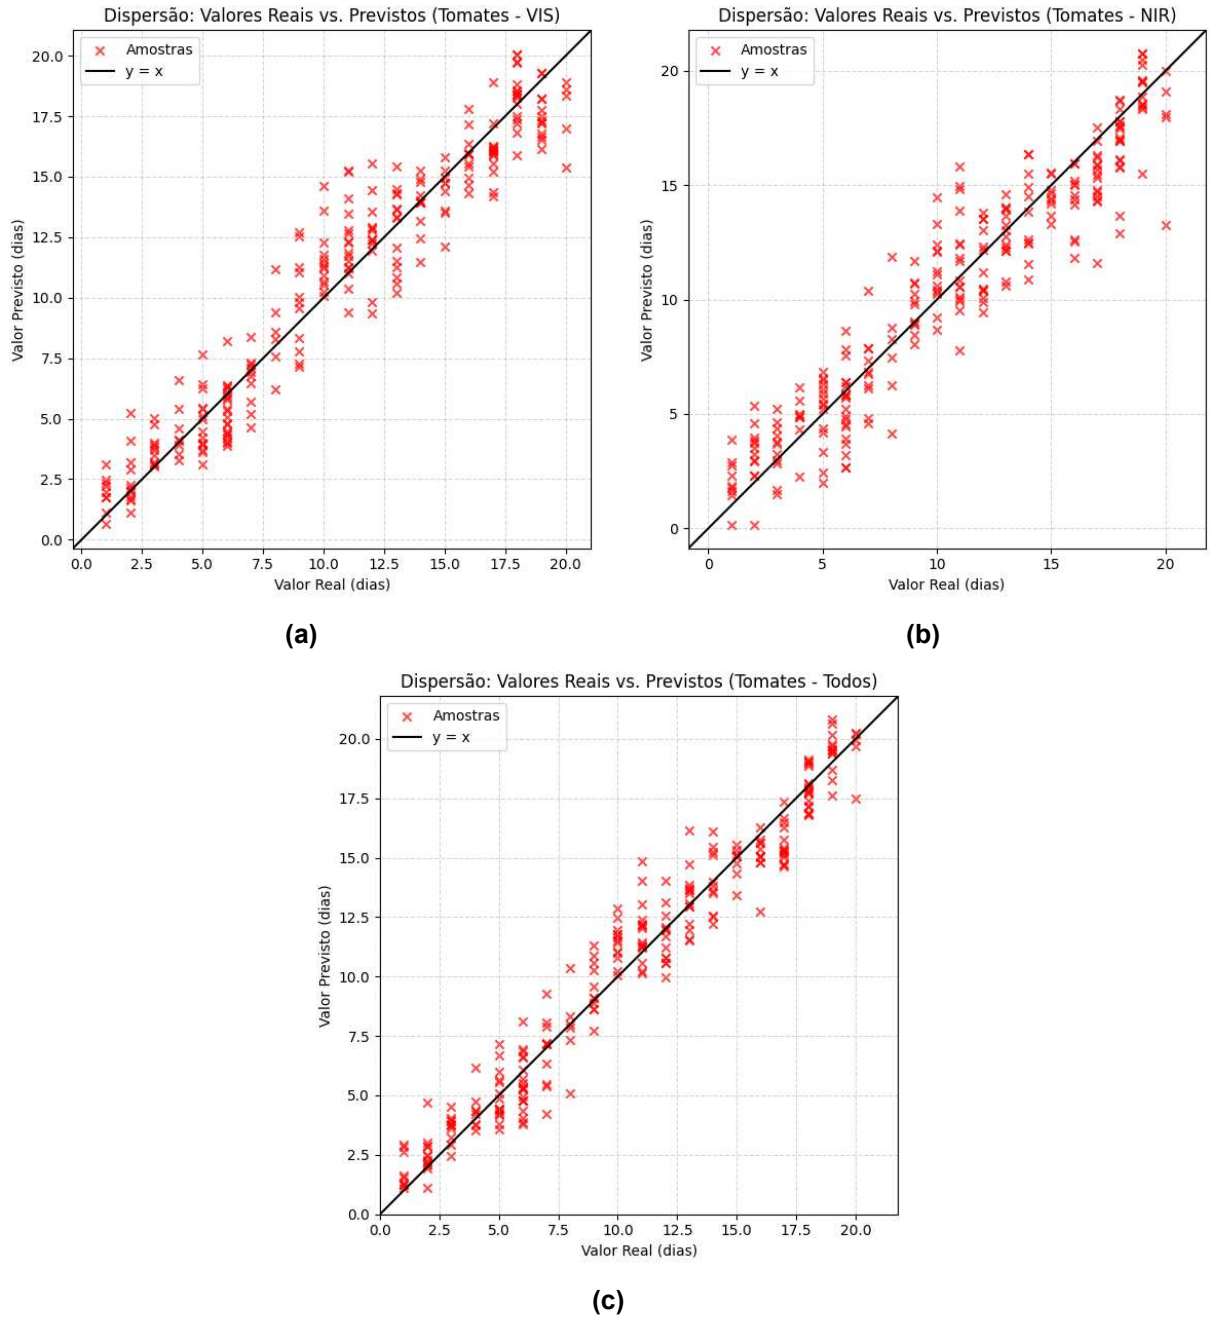 Dispersão: Valores Reais vs. Previstos (Tomates - VIS)
Amostras
y = x
20.0
17.5
15.0
12.5
10.0
7.5
5.0
2.5
0.0
Valor Previsto (dias)
0.0 2.5 5.0 7.5 10.0 12.5 15.0 17.5 20.0
Valor Real (dias)
(a)
Dispersão: Valores Reais vs. Previstos (Tomates - NIR)
Amostras
y = x
20
15
10
5
0
Valor Previsto (dias)
0 5 10 15 20
Valor Real (dias)
(b)
Dispersão: Valores Reais vs. Previstos (Tomates - Todos)
Amostras
y = x
20.0
17.5
15.0
12.5
10.0
7.5
5.0
2.5
0.0
Valor Previsto (dias)
0.0 2.5 5.0 7.5 10.0 12.5 15.0 17.5 20.0
Valor Real (dias)
(c)